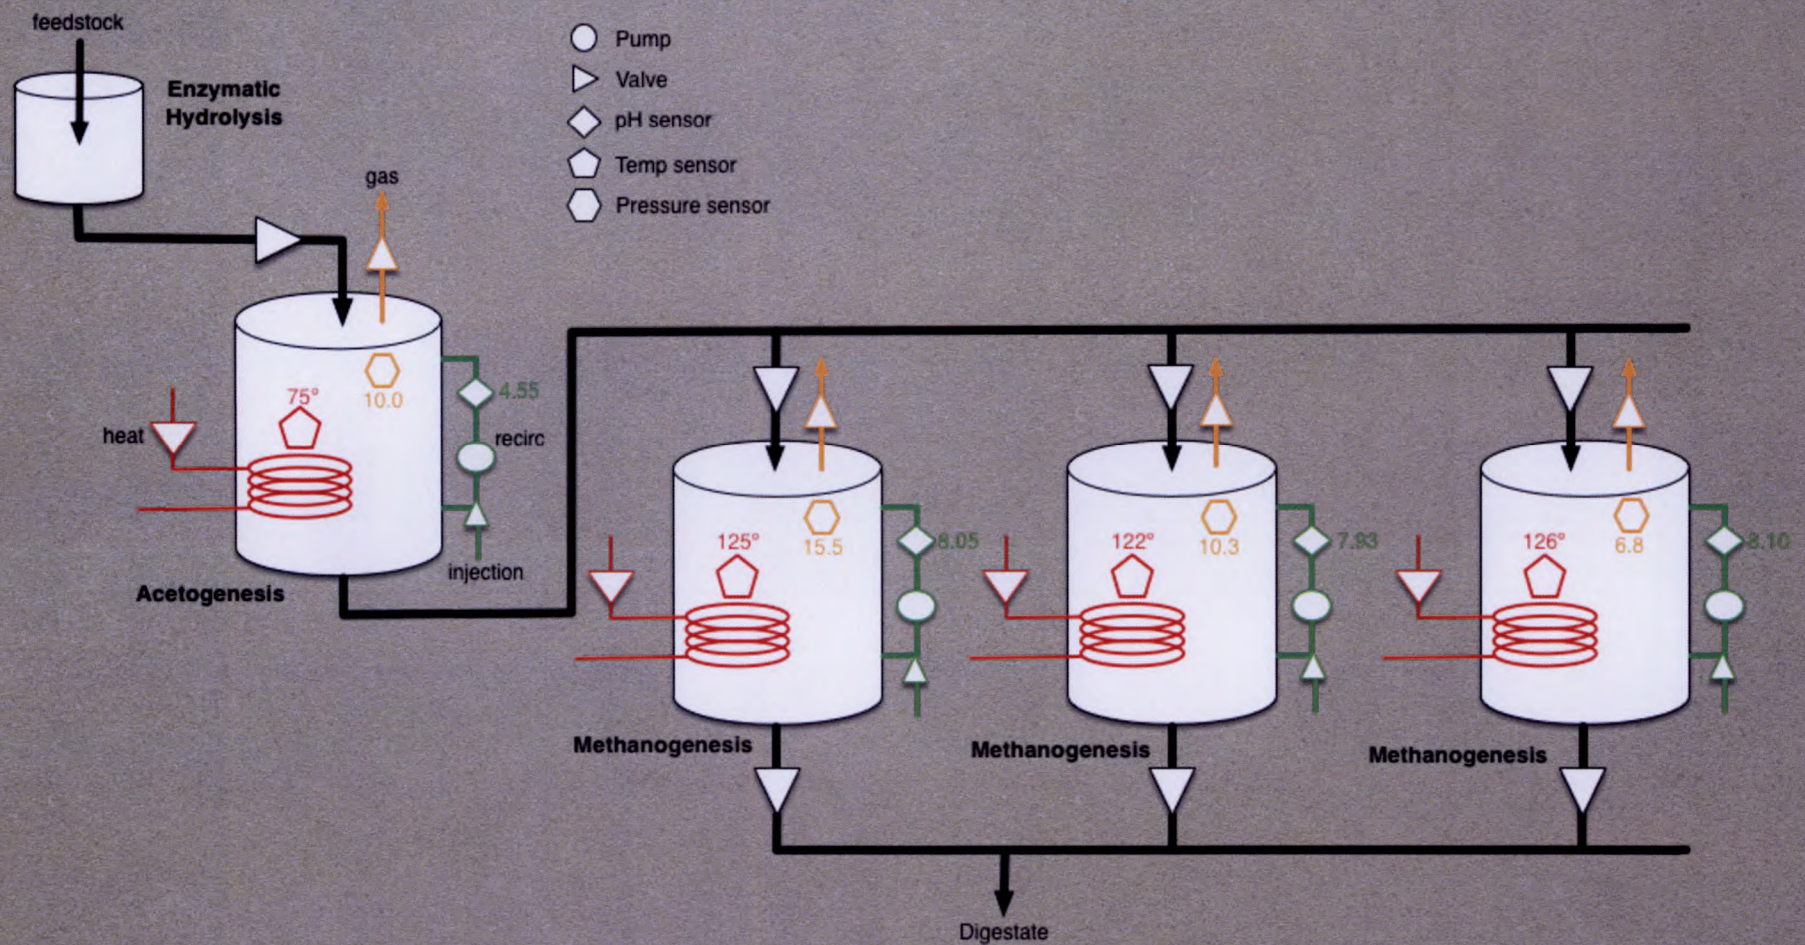 feedstock
Enzymatic
Hydrolysis
Pump
Valve
pH sensor
Temp sensor
Pressure sensor
gas
75°
10.0
4.55
heat
recirc
injection
Acetogenesis
125°
15.5
8.05
122°
10.3
7.93
126°
6.8
8.10
Methanogenesis
Methanogenesis
Methanogenesis
Digestate